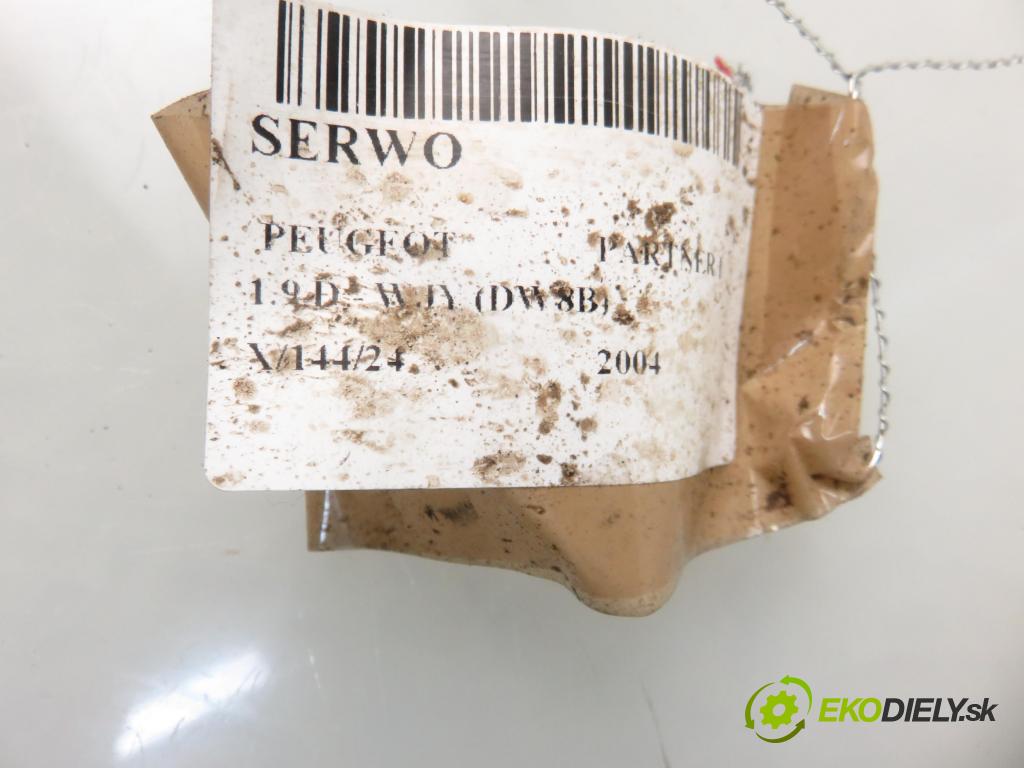 SERWO
PEUGEOT PARTNER I
1.9 D - WJY (DW8B)
X/144/24 2004
EKODIELY.sk